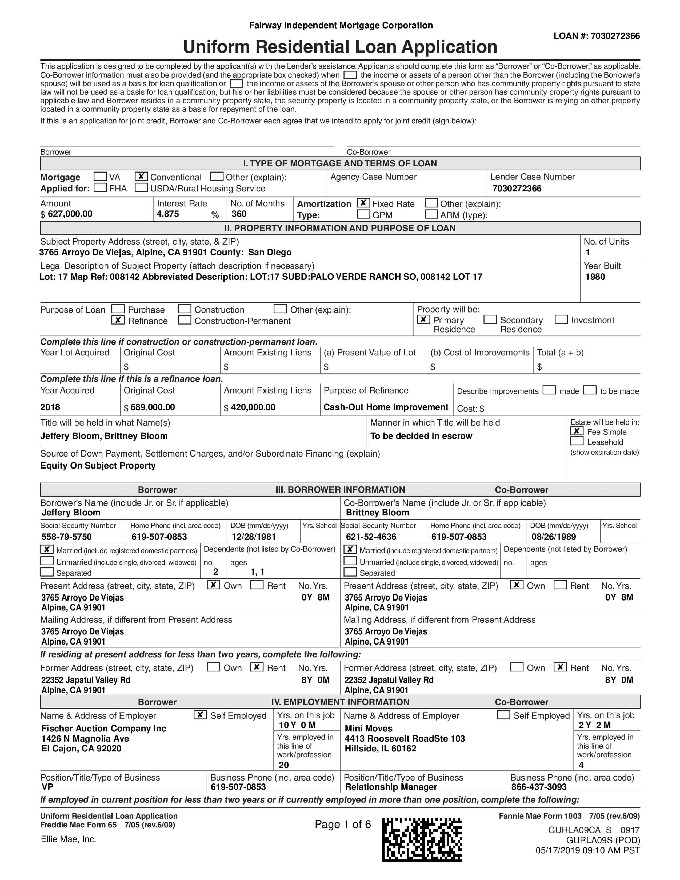 Fairway Independent Mortgage Corporation
LOAN #: 7030272366
Uniform Residential Loan Application
This application is designed to be completed by the applicant(s) with the Lender's assistance. Applicants should complete this form as "Borrower" or "Co-Borrower," as applicable.
Co-Borrower information must also be provided (and the appropriate box checked) when the income or assets of a person other than the Borrower (including the Borrower's
spouse) will be used as a basis for loan qualification or the income or assets of the Borrower's spouse or other person who has community property rights pursuant to state
law will not be used as a basis for loan qualification, but his or her liabilities must be considered because the spouse or other person has community property rights pursuant to
applicable law and Borrower resides in a community property state, the security property is located in a community property state, or the Borrower is relying on other property
located in a community property state as a basis for repayment of the loan.
If this is an application for joint credit, Borrower and Co-Borrower each agree that we intend to apply for joint credit (sign below):
Borrower Co-Borrower
I. TYPE OF MORTGAGE AND TERMS OF LOAN
Mortgage VA X Conventional Other (explain): Agency Case Number Lender Case Number
Applied for: FHA USDA/Rural Housing Service 7030272366
Amount Interest Rate No. of Months Amortization X Fixed Rate Other (explain):
$ 627,000.00 4.875 % 360 Type: GPM ARM (type):
II. PROPERTY INFORMATION AND PURPOSE OF LOAN
Subject Property Address (street, city, state, & ZIP) No. of Units
3765 Arroyo De Viejas, Alpine, CA 91901 County: San Diego 1
Legal Description of Subject Property (attach description if necessary) Year Built
Lot: 17 Map Ref: 008142 Abbreviated Description: LOT:17 SUBD:PALO VERDE RANCH SO, 008142 LOT 17 1980
Purpose of Loan Purchase Construction Other (explain): Property will be:
X Refinance Construction-Permanent X Primary Residence Secondary Residence Investment
Complete this line if construction or construction-permanent loan.
Year Lot Acquired Original Cost Amount Existing Liens (a) Present Value of Lot (b) Cost of Improvements Total (a + b)
$ $ $ $ $
Complete this line if this is a refinance loan.
Year Acquired Original Cost Amount Existing Liens Purpose of Refinance Describe Improvements made to be made
2018 $ 589,000.00 $ 420,000.00 Cash-Out Home Improvement Cost: $
Title will be held in what Name(s) Manner in which Title will be held Estate will be held in:
Jeffery Bloom, Brittney Bloom To be decided in escrow X Fee Simple
Leasehold
Source of Down Payment, Settlement Charges, and/or Subordinate Financing (explain) (show expiration date)
Equity On Subject Property
Borrower III. BORROWER INFORMATION Co-Borrower
Borrower's Name (include Jr. or Sr. if applicable) Co-Borrower's Name (include Jr. or Sr. if applicable)
Jeffery Bloom Brittney Bloom
Social Security Number Home Phone (incl. area code) DOB (mm/dd/yyyy) Yrs. School Social Security Number Home Phone (incl. area code) DOB (mm/dd/yyyy) Yrs. School
558-79-5750 619-507-0853 12/28/1981 621-52-4636 619-507-0853 08/26/1989
X Married (include registered domestic partners) Dependents (not listed by Co-Borrower) X Married (include registered domestic partners) Dependents (not listed by Borrower)
Unmarried (include single, divorced, widowed) no. ages Unmarried (include single, divorced, widowed) no. ages
Separated 2 1, 1 Separated
Present Address (street, city, state, ZIP) X Own Rent No. Yrs. Present Address (street, city, state, ZIP) X Own Rent No. Yrs.
3765 Arroyo De Viejas 0Y 8M 3765 Arroyo De Viejas 0Y 8M
Alpine, CA 91901 Alpine, CA 91901
Mailing Address, if different from Present Address Mailing Address, if different from Present Address
3765 Arroyo De Viejas 3765 Arroyo De Viejas
Alpine, CA 91901 Alpine, CA 91901
If residing at present address for less than two years, complete the following:
Former Address (street, city, state, ZIP) Own X Rent No. Yrs. Former Address (street, city, state, ZIP) Own X Rent No. Yrs.
22352 Japatul Valley Rd 8Y 0M 22352 Japatul Valley Rd 8Y 0M
Alpine, CA 91901 Alpine, CA 91901
Borrower IV. EMPLOYMENT INFORMATION Co-Borrower
Name & Address of Employer X Self Employed Yrs. on this job Name & Address of Employer Self Employed Yrs. on this job
Fischer Auction Company Inc 10 Y 0 M Mini Moves 2 Y 2 M
1426 N Magnolia Ave Yrs. employed in this line of work/profession 4413 Roosevelt RoadSte 103 Yrs. employed in this line of work/profession
El Cajon, CA 92020 20 Hillside, IL 60162 4
Position/Title/Type of Business Business Phone (incl. area code) Position/Title/Type of Business Business Phone (incl. area code)
VP 619-507-0853 Relationship Manager 866-437-3093
If employed in current position for less than two years or if currently employed in more than one position, complete the following:
Uniform Residential Loan Application Fannie Mae Form 1003 7/05 (rev.6/09)
Freddie Mac Form 65 7/05 (rev.6/09)
Page 1 of 6
Ellie Mae, Inc.
GURLA09CA_S 0917
GURLA09S (POD)
05/17/2019 09:10 AM PST